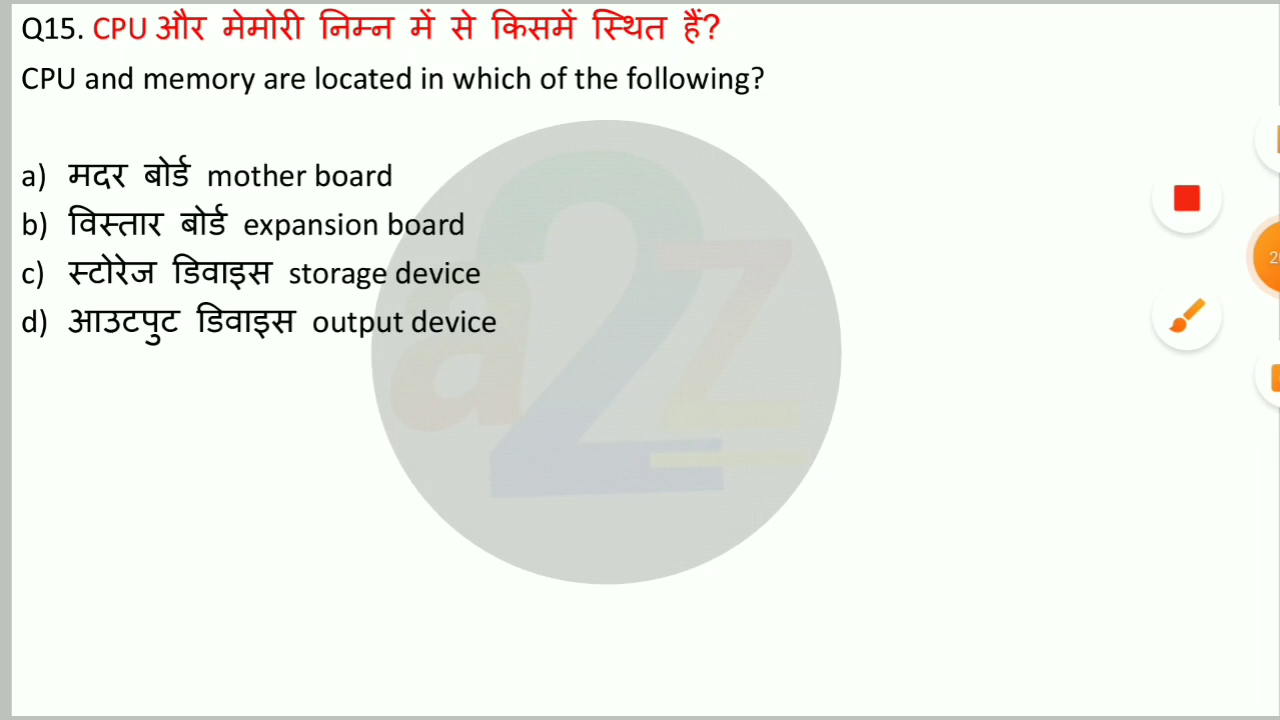 Q15. CPU और मेमोरी निम्न में से किसमें स्थित हैं?
CPU and memory are located in which of the following?
a) मदर बोर्ड mother board
b) विस्तार बोर्ड expansion board
c) स्टोरेज डिवाइस storage device
d) आउटपुट डिवाइस output device
a2z